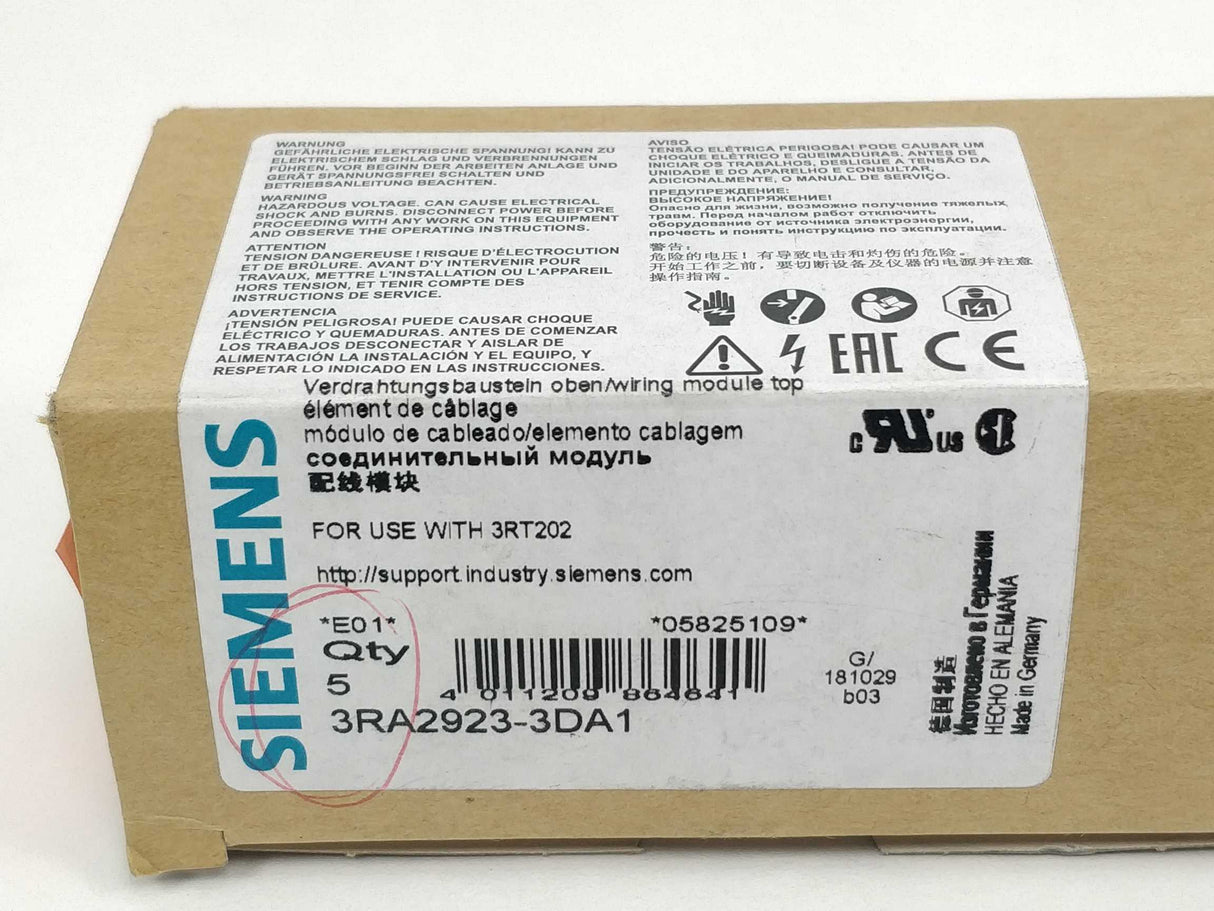 WARNUNG
GEFÄHRLICHE ELEKTRISCHE SPANNUNG! KANN ZU
ELEKTRISCHEM SCHLAG UND VERBRENNUNGEN
FÜHREN. VOR BEGINN DER ARBEITEN ANLAGE UND
GERÄT SPANNUNGSFREI SCHALTEN UND
BETRIEBSANLEITUNG BEACHTEN.
WARNING
HAZARDOUS VOLTAGE. CAN CAUSE ELECTRICAL
SHOCK AND BURNS. DISCONNECT POWER BEFORE
PROCEEDING WITH ANY WORK ON THIS EQUIPMENT
AND OBSERVE THE OPERATING INSTRUCTIONS.
ATTENTION
TENSION DANGEREUSE ! RISQUE D'ÉLECTROCUTION
ET DE BRÛLURE. AVANT D'Y INTERVENIR POUR
TRAVAUX, METTRE L'INSTALLATION OU L'APPAREIL
HORS TENSION, ET TENIR COMPTE DES
INSTRUCTIONS DE SERVICE.
ADVERTENCIA
¡TENSIÓN PELIGROSA! PUEDE CAUSAR CHOQUE
ELÉCTRICO Y QUEMADURAS. ANTES DE COMENZAR
LOS TRABAJOS DESCONECTAR Y AISLAR DE
ALIMENTACIÓN LA INSTALACIÓN Y EL EQUIPO, Y
RESPETAR LO INDICADO EN LAS INSTRUCCIONES.
AVISO
TENSÃO ELÉTRICA PERIGOSA! PODE CAUSAR UM
CHOQUE ELÉTRICO E QUEIMADURAS. ANTES DE
INICIAR OS TRABALHOS, DESLIGUE A TENSÃO DA
UNIDADE E DO APARELHO E CONSULTAR,
ADICIONALMENTE, O MANUAL DE SERVIÇO.
ПРЕДУПРЕЖДЕНИЕ:
ВЫСОКОЕ НАПРЯЖЕНИЕ!
Опасно для жизни, возможно получение тяжелых
травм. Перед началом работ отключить
оборудование от источника электроэнергии,
прочесть и понять инструкцию по эксплуатации.
警告:
危险的电压! 有导致电击和灼伤的危险。
开始工作之前, 要切断设备及仪器的电源并注意
操作指南。
EAC CE
Verdrahtungsbaustein oben/wiring module top
élément de câblage
módulo de cableado/elemento cablagem
соединительный модуль
配线模块
c RU US
SIEMENS
FOR USE WITH 3RT202
http://support.industry.siemens.com
*E01* *05825109*
Qty
5
4 011209 864641
3RA2923-3DA1
G/
181029
b03
德国制造
Изготовлено в Германии
HECHO EN ALEMANIA
Made in Germany